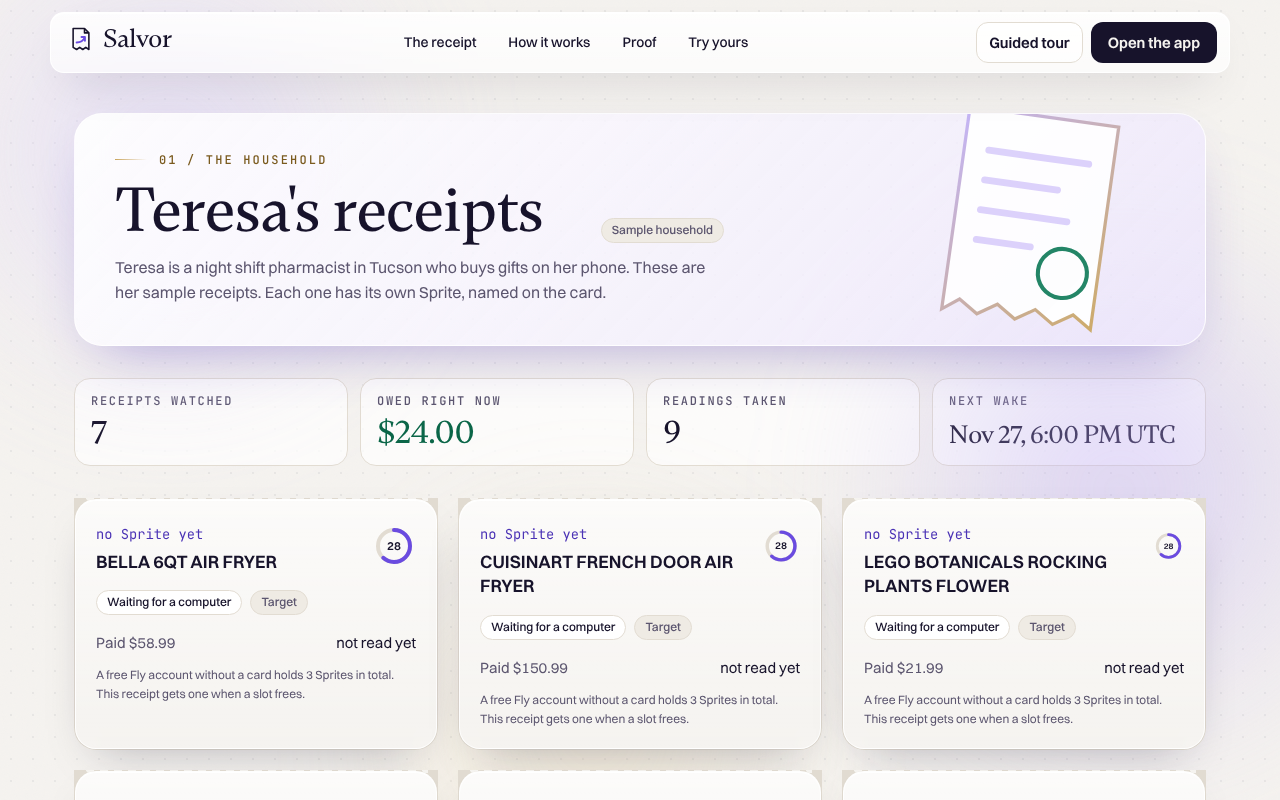 Salvor
The receipt
How it works
Proof
Try yours
Guided tour
Open the app
01 / THE HOUSEHOLD
Teresa's receipts
Sample household
Teresa is a night shift pharmacist in Tucson who buys gifts on her phone. These are
her sample receipts. Each one has its own Sprite, named on the card.
RECEIPTS WATCHED
7
OWED RIGHT NOW
$24.00
READINGS TAKEN
9
NEXT WAKE
Nov 27, 6:00 PM UTC
no Sprite yet
28
BELLA 6QT AIR FRYER
Waiting for a computer
Target
Paid $58.99
not read yet
A free Fly account without a card holds 3 Sprites in total.
This receipt gets one when a slot frees.
no Sprite yet
28
CUISINART FRENCH DOOR AIR
FRYER
Waiting for a computer
Target
Paid $150.99
not read yet
A free Fly account without a card holds 3 Sprites in total.
This receipt gets one when a slot frees.
no Sprite yet
28
LEGO BOTANICALS ROCKING
PLANTS FLOWER
Waiting for a computer
Target
Paid $21.99
not read yet
A free Fly account without a card holds 3 Sprites in total.
This receipt gets one when a slot frees.